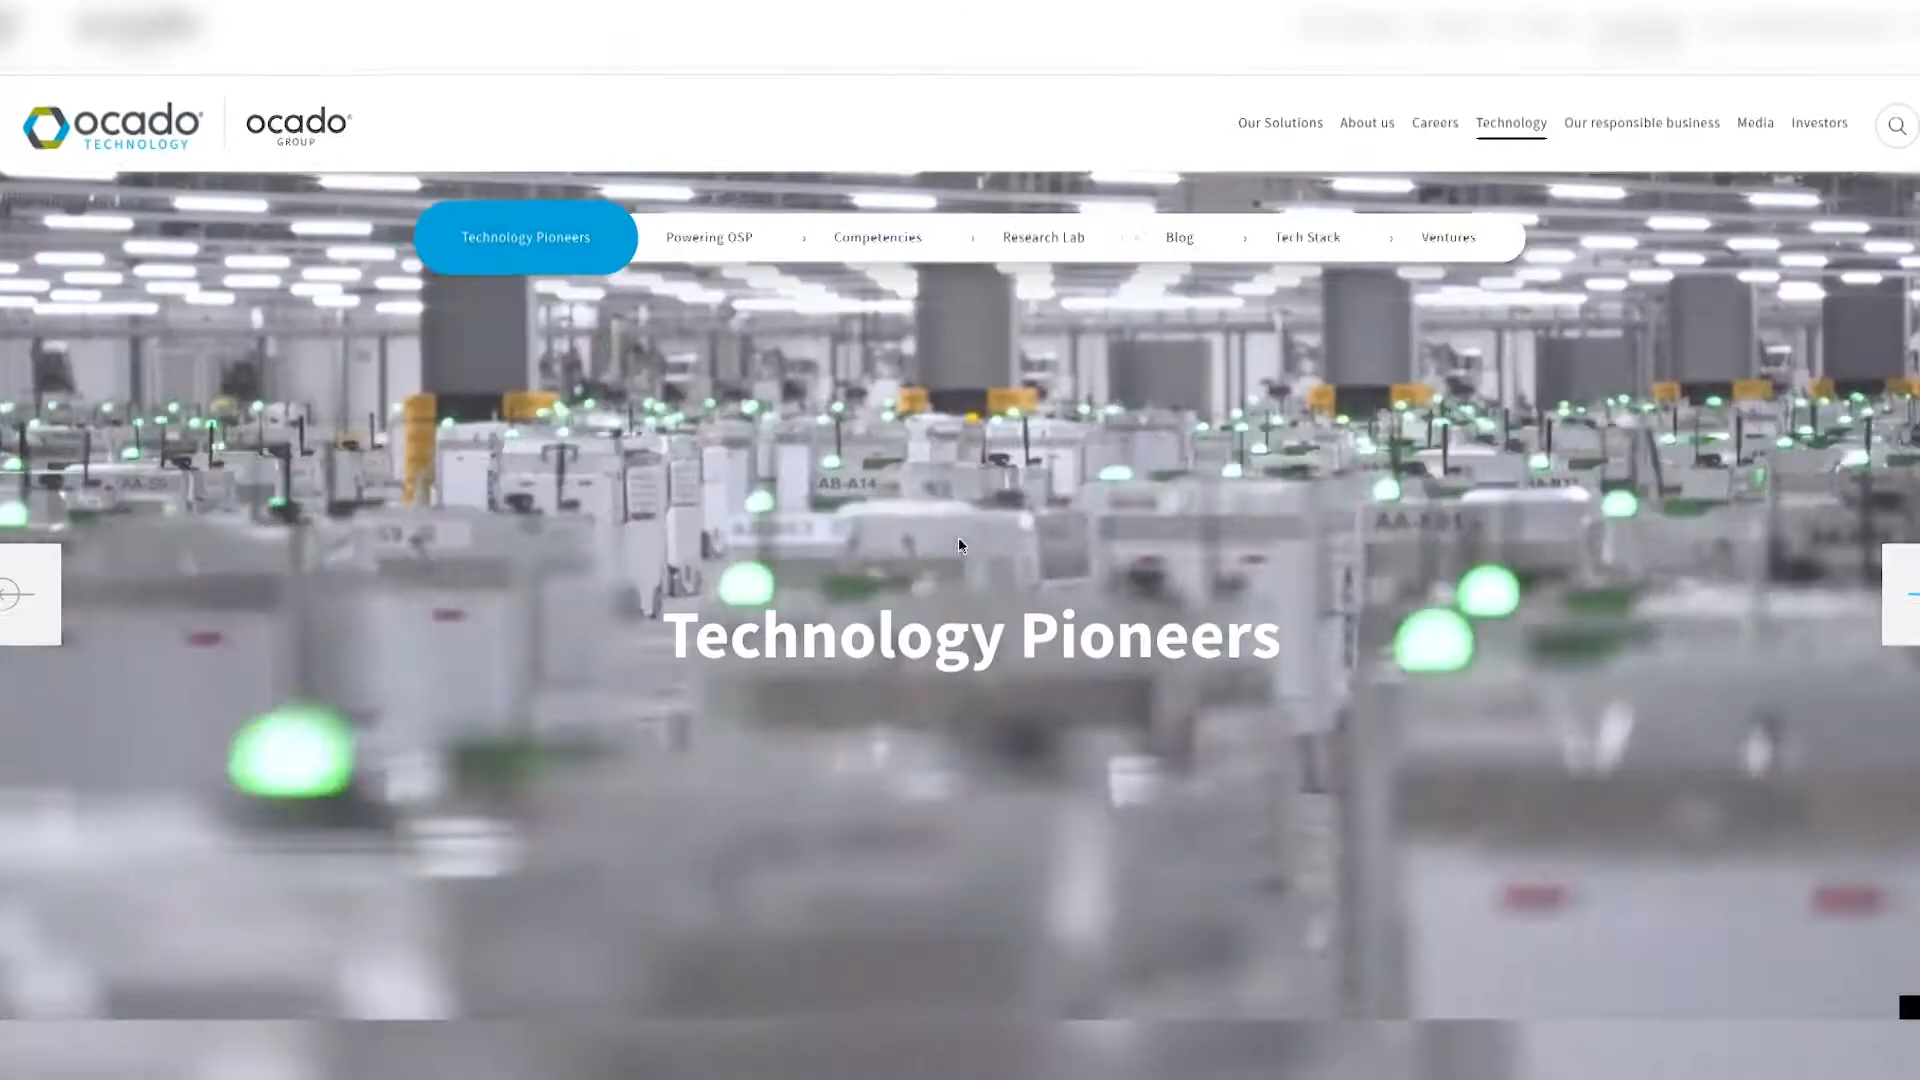 ocado
TECHNOLOGY
ocado
GROUP
Our Solutions
About us
Careers
Technology
Our responsible business
Media
Investors
Technology Pioneers
Powering OSP
Competencies
Research Lab
Blog
Tech Stack
Ventures
AB-A14
Technology Pioneers